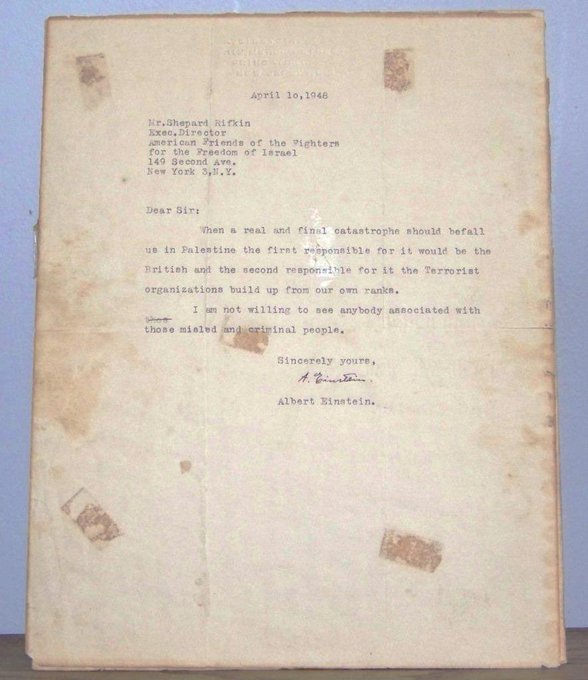 April 10,1948
Mr.Shepard Rifkin
Exec.Director
American Friends of the Fighters
for the Freedom of Israel
149 Second Ave.
New York 3,N.Y.
Dear Sir:
When a real and final catastrophe should befall
us in Palestine the first responsible for it would be the
British and the second responsible for it the Terrorist
organizations build up from our own ranks.
I am not willing to see anybody associated with
those misled and criminal people.
Sincerely yours,
A. Einstein.
Albert Einstein.